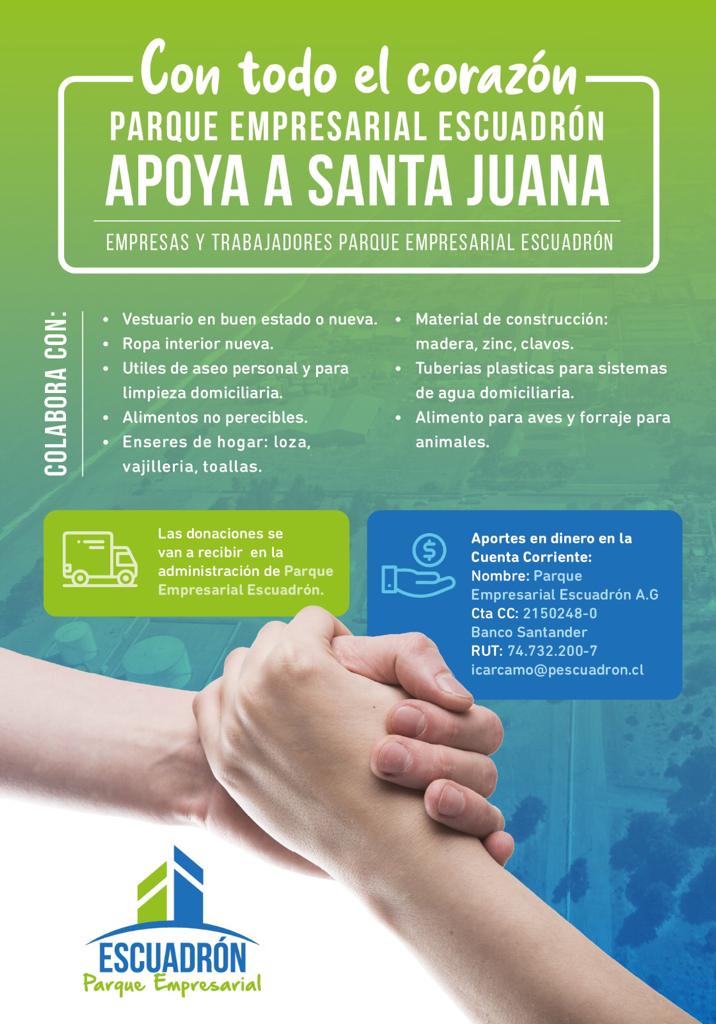 Con todo el corazón
PARQUE EMPRESARIAL ESCUADRÓN
APOYA A SANTA JUANA
EMPRESAS Y TRABAJADORES PARQUE EMPRESARIAL ESCUADRÓN
COLABORA CON:
• Vestuario en buen estado o nueva.
• Ropa interior nueva.
• Utiles de aseo personal y para
limpieza domiciliaria.
• Alimentos no perecibles.
• Enseres de hogar: loza,
vajilleria, toallas.
• Material de construcción:
madera, zinc, clavos.
• Tuberias plasticas para sistemas
de agua domiciliaria.
• Alimento para aves y forraje para
animales.
Las donaciones se
van a recibir en la
administración de Parque
Empresarial Escuadrón.
$
Aportes en dinero en la
Cuenta Corriente:
Nombre: Parque
Empresarial Escuadrón A.G
Cta CC: 2150248-0
Banco Santander
RUT: 74.732.200-7
icarcamo@pescuadron.cl
ESCUADRÓN
Parque Empresarial